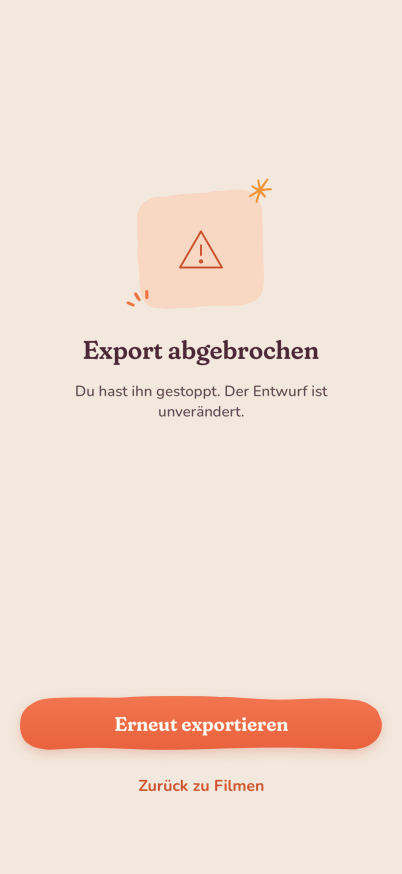 Export abgebrochen
Du hast ihn gestoppt. Der Entwurf ist
unverändert.
Erneut exportieren
Zurück zu Filmen